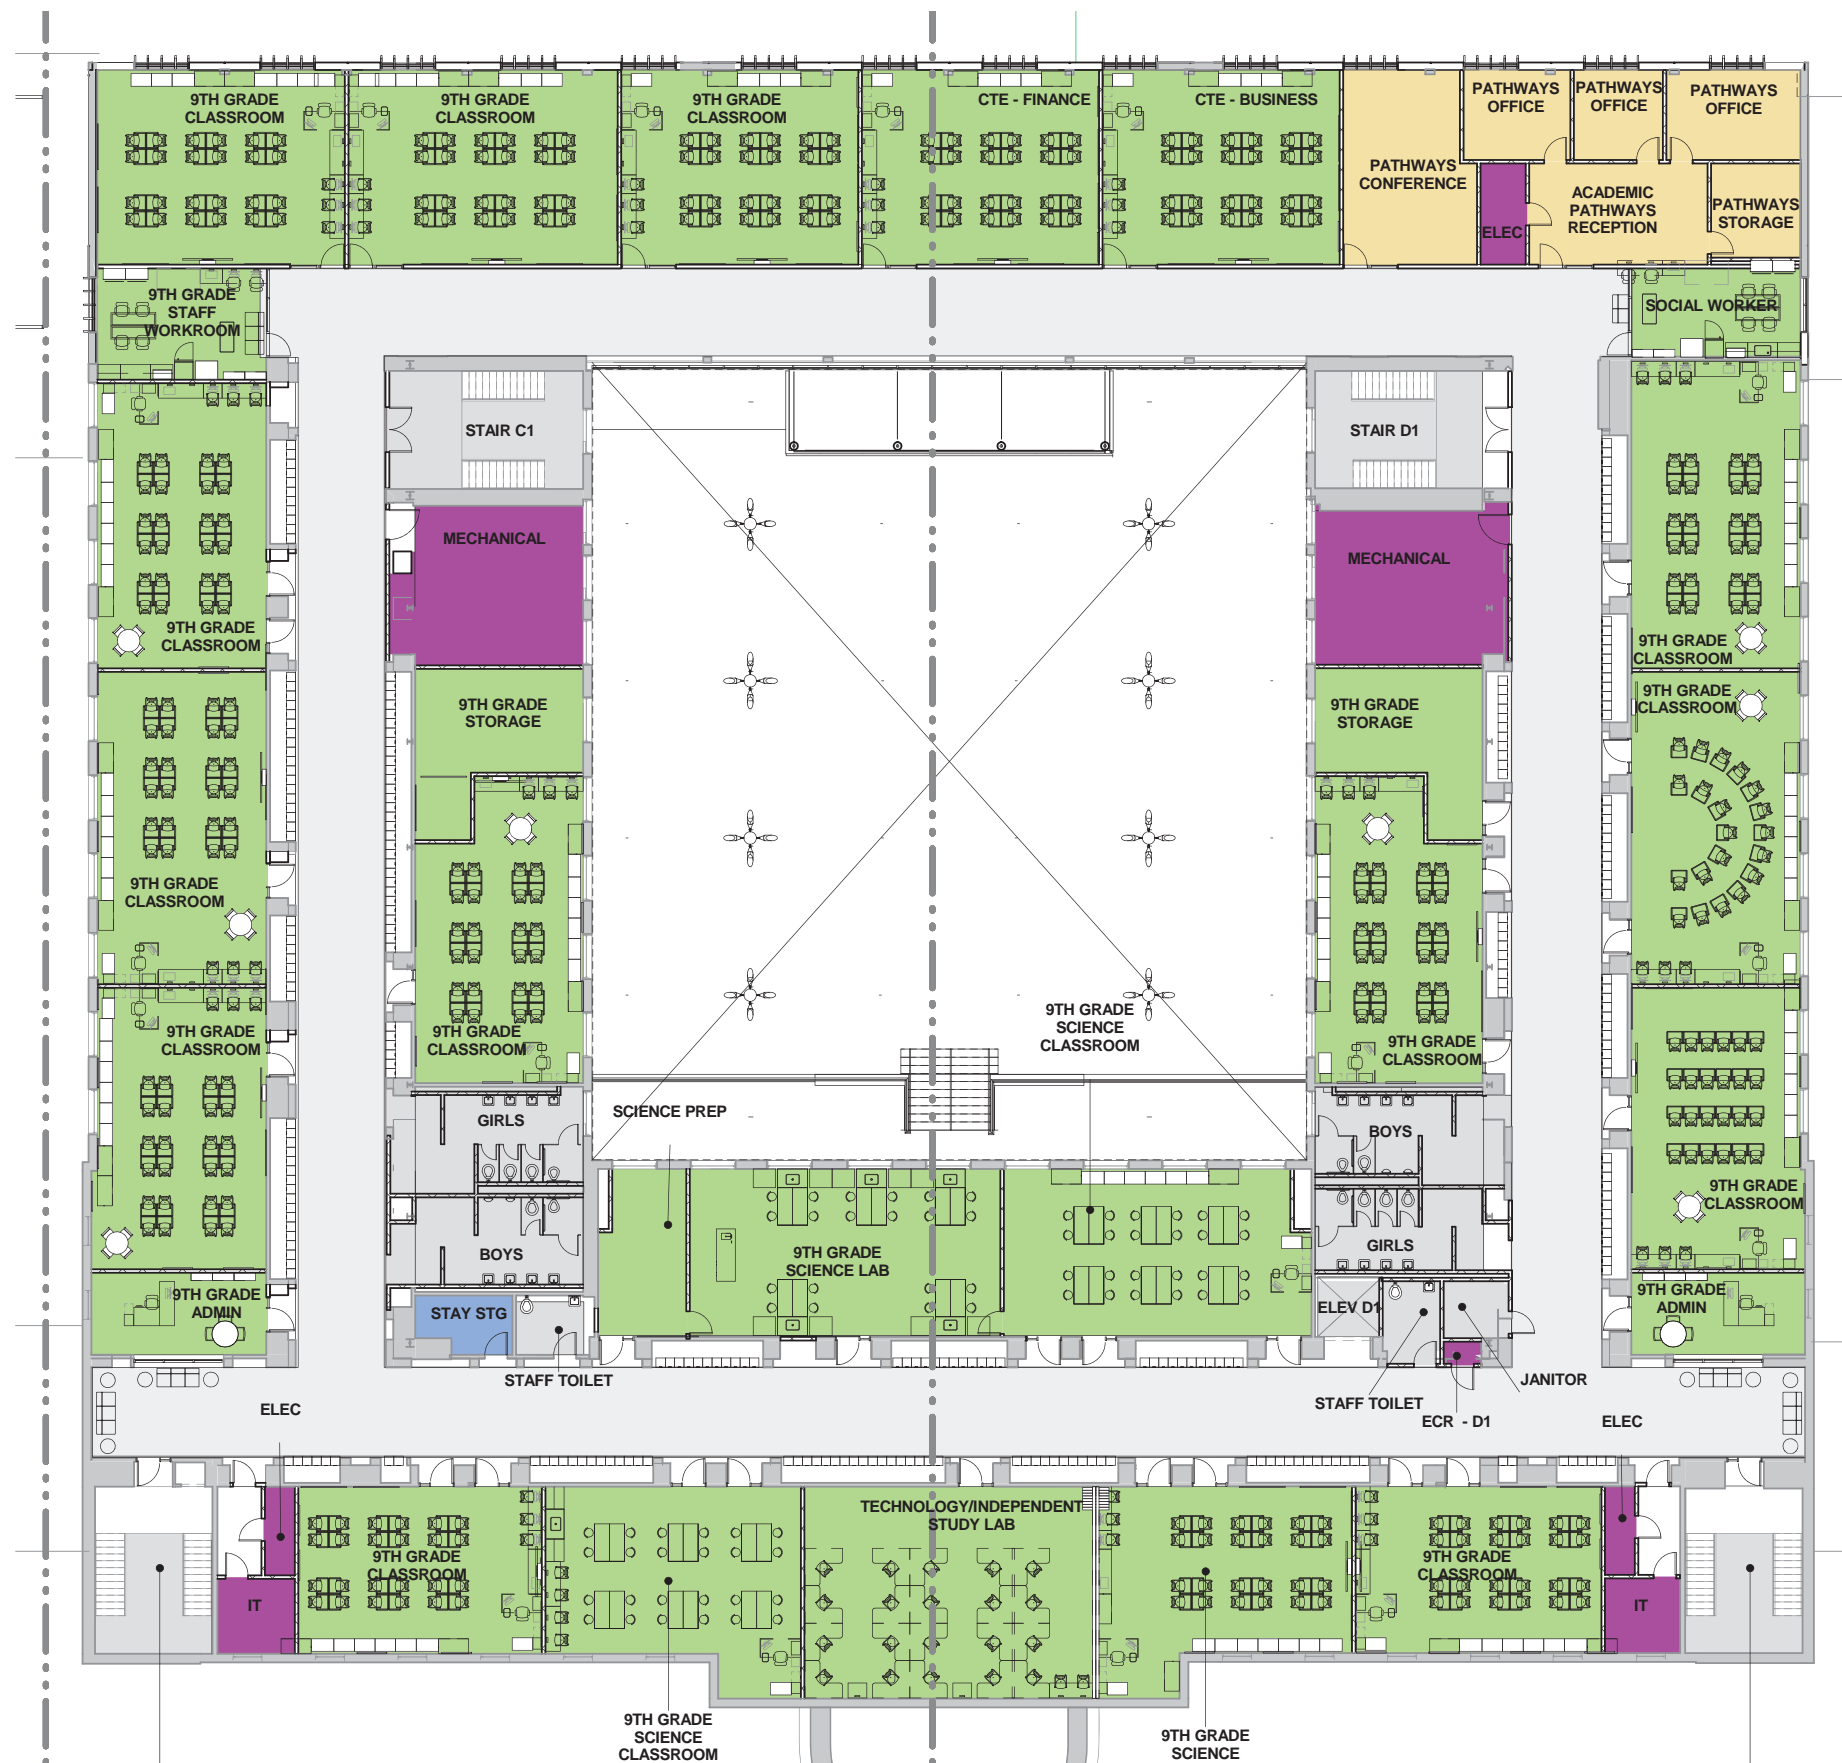 9TH GRADE
CLASSROOM
9TH GRADE
CLASSROOM
9TH GRADE
CLASSROOM
CTE - FINANCE
CTE - BUSINESS
PATHWAYS
OFFICE
PATHWAYS
OFFICE
PATHWAYS
OFFICE
PATHWAYS
CONFERENCE
ELEC
ACADEMIC
PATHWAYS
RECEPTION
PATHWAYS
STORAGE
9TH GRADE
STAFF
WORKROOM
SOCIAL WORKER
STAIR C1
STAIR D1
MECHANICAL
MECHANICAL
9TH GRADE
CLASSROOM
9TH GRADE
CLASSROOM
9TH GRADE
STORAGE
9TH GRADE
STORAGE
9TH GRADE
CLASSROOM
9TH GRADE
CLASSROOM
9TH GRADE
CLASSROOM
9TH GRADE
CLASSROOM
9TH GRADE
SCIENCE
CLASSROOM
9TH GRADE
CLASSROOM
SCIENCE PREP
GIRLS
BOYS
9TH GRADE
CLASSROOM
BOYS
9TH GRADE
SCIENCE LAB
GIRLS
9TH GRADE
ADMIN
STAY STG
ELEV D1
9TH GRADE
ADMIN
STAFF TOILET
JANITOR
STAFF TOILET
ELEC
ECR - D1
ELEC
TECHNOLOGY/INDEPENDENT
STUDY LAB
9TH GRADE
CLASSROOM
9TH GRADE
CLASSROOM
IT
IT
9TH GRADE
SCIENCE
CLASSROOM
9TH GRADE
SCIENCE